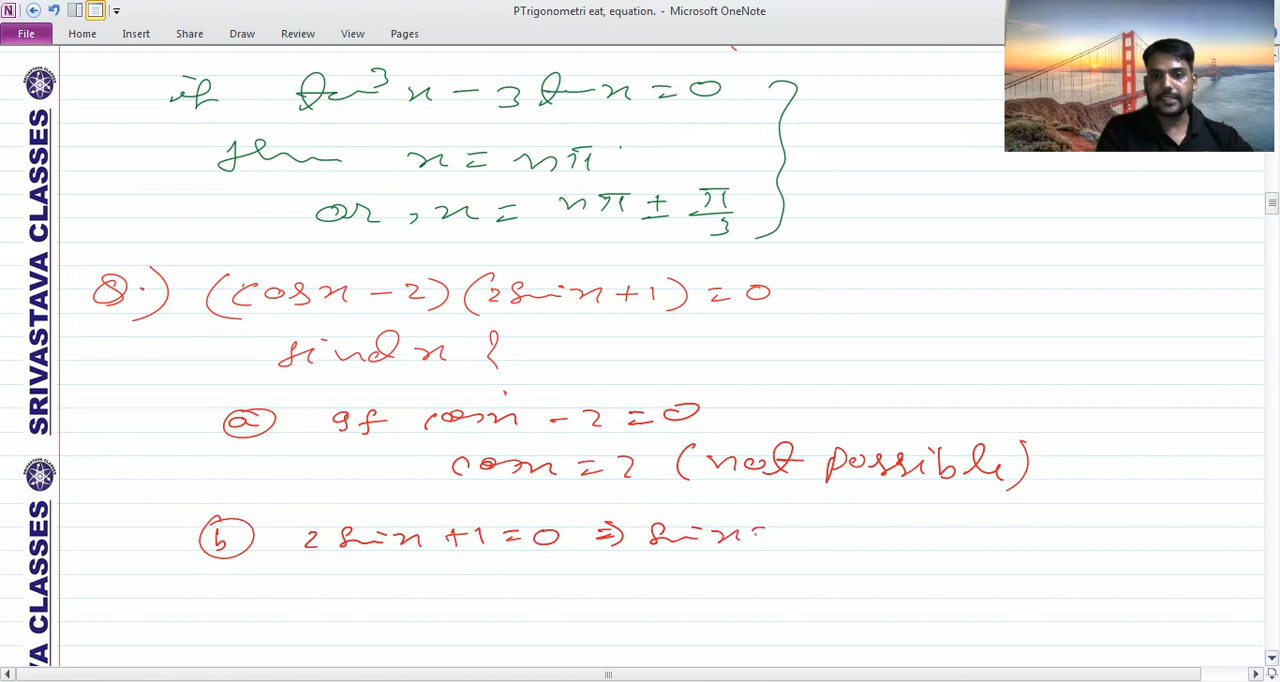 PTrigonometri eat, equation. - Microsoft OneNote
File Home Insert Share Draw Review View Pages
if tan³ x - 3 tan x = 0
then x = nπ
or, x = nπ ± π/3
Q.) (cos x - 2) (2 sin x + 1) = 0
find x {
(a) If cos x - 2 = 0
cos x = 2 (not possible)
(b) 2 sin x + 1 = 0 ⇒ sin x =
SRIVASTAVA CLASSES
VA CLASSES